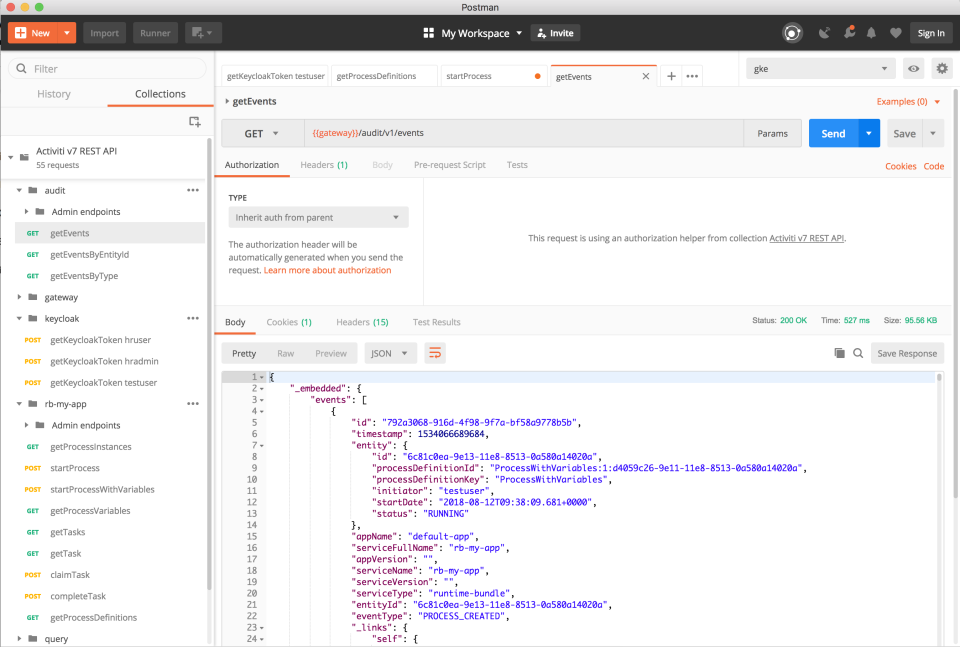 Postman
New
Import
Runner
My Workspace
Invite
Sign In
Filter
History
Collections
Activiti v7 REST API
55 requests
audit
Admin endpoints
GET getEvents
GET getEventsByEntityId
GET getEventsByType
gateway
keycloak
POST getKeycloakToken hruser
POST getKeycloakToken hradmin
POST getKeycloakToken testuser
rb-my-app
Admin endpoints
GET getProcessInstances
POST startProcess
POST startProcessWithVariables
GET getProcessVariables
GET getTasks
GET getTask
POST claimTask
POST completeTask
GET getProcessDefinitions
query
getKeycloakToken testuser
getProcessDefinitions
startProcess
getEvents
gke
getEvents
Examples (0)
GET
{{gateway}}/audit/v1/events
Params
Send
Save
Authorization
Headers (1)
Body
Pre-request Script
Tests
Cookies
Code
TYPE
Inherit auth from parent
The authorization header will be
automatically generated when you send the
request. Learn more about authorization
This request is using an authorization helper from collection Activiti v7 REST API.
Body
Cookies (1)
Headers (15)
Test Results
Status: 200 OK
Time: 527 ms
Size: 95.56 KB
Pretty
Raw
Preview
JSON
Save Response
1 {
2 "_embedded": {
3 "events": [
4 {
5 "id": "792a3068-916d-4f98-9f7a-bf58a9778b5b",
6 "timestamp": 1534066689684,
7 "entity": {
8 "id": "6c81c0ea-9e13-11e8-8513-0a580a14020a",
9 "processDefinitionId": "ProcessWithVariables:1:d4059c26-9e11-11e8-8513-0a580a14020a",
10 "processDefinitionKey": "ProcessWithVariables",
11 "initiator": "testuser",
12 "startDate": "2018-08-12T09:38:09.681+0000",
13 "status": "RUNNING"
14 },
15 "appName": "default-app",
16 "serviceFullName": "rb-my-app",
17 "appVersion": "",
18 "serviceName": "rb-my-app",
19 "serviceVersion": "",
20 "serviceType": "runtime-bundle",
21 "entityId": "6c81c0ea-9e13-11e8-8513-0a580a14020a",
22 "eventType": "PROCESS_CREATED",
23 "_links": {
24 "self": {